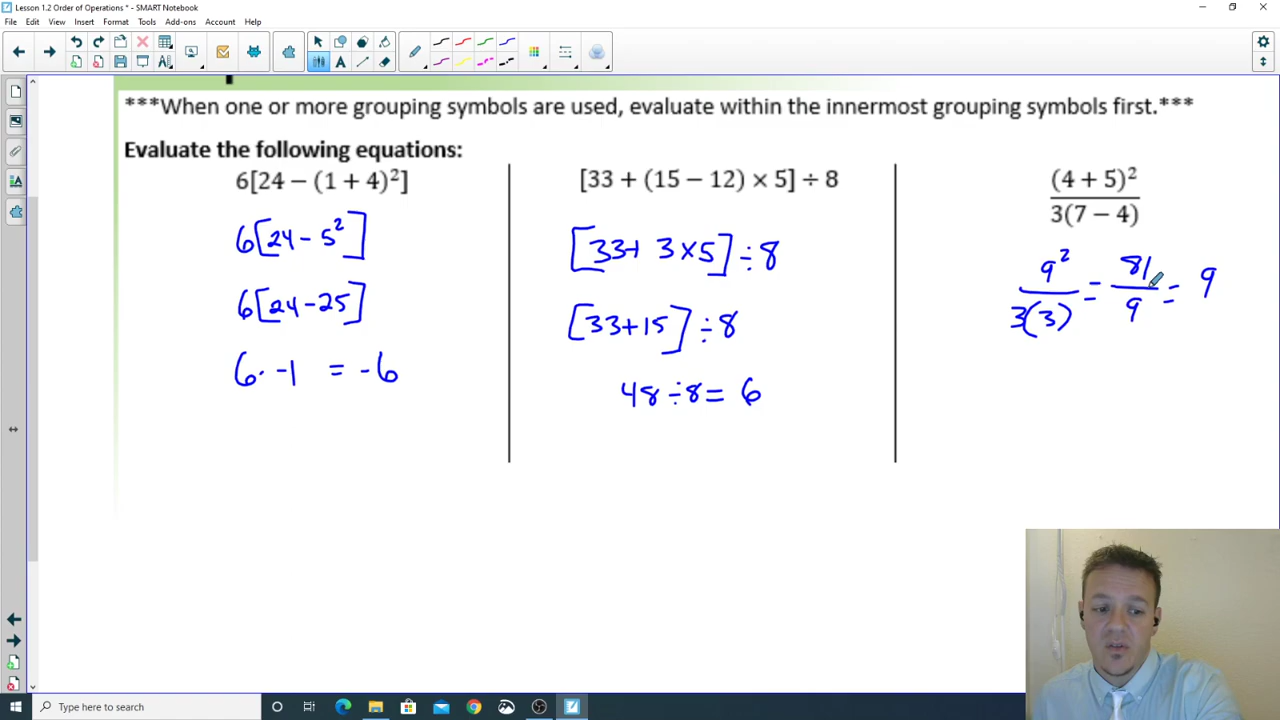 Lesson 1.2 Order of Operations * - SMART Notebook
File Edit View Insert Format Tools Add-ons Account Help
***When one or more grouping symbols are used, evaluate within the innermost grouping symbols first.***
Evaluate the following equations:
6[24 − (1 + 4)²]
6[24 - 5²]
6[24 - 25]
6 · -1 = -6
[33 + (15 − 12) × 5] ÷ 8
[33 + 3 × 5] ÷ 8
[33 + 15] ÷ 8
48 ÷ 8 = 6
(4 + 5)²
3(7 − 4)
9² = 81 = 9
3(3) 9
Type here to search